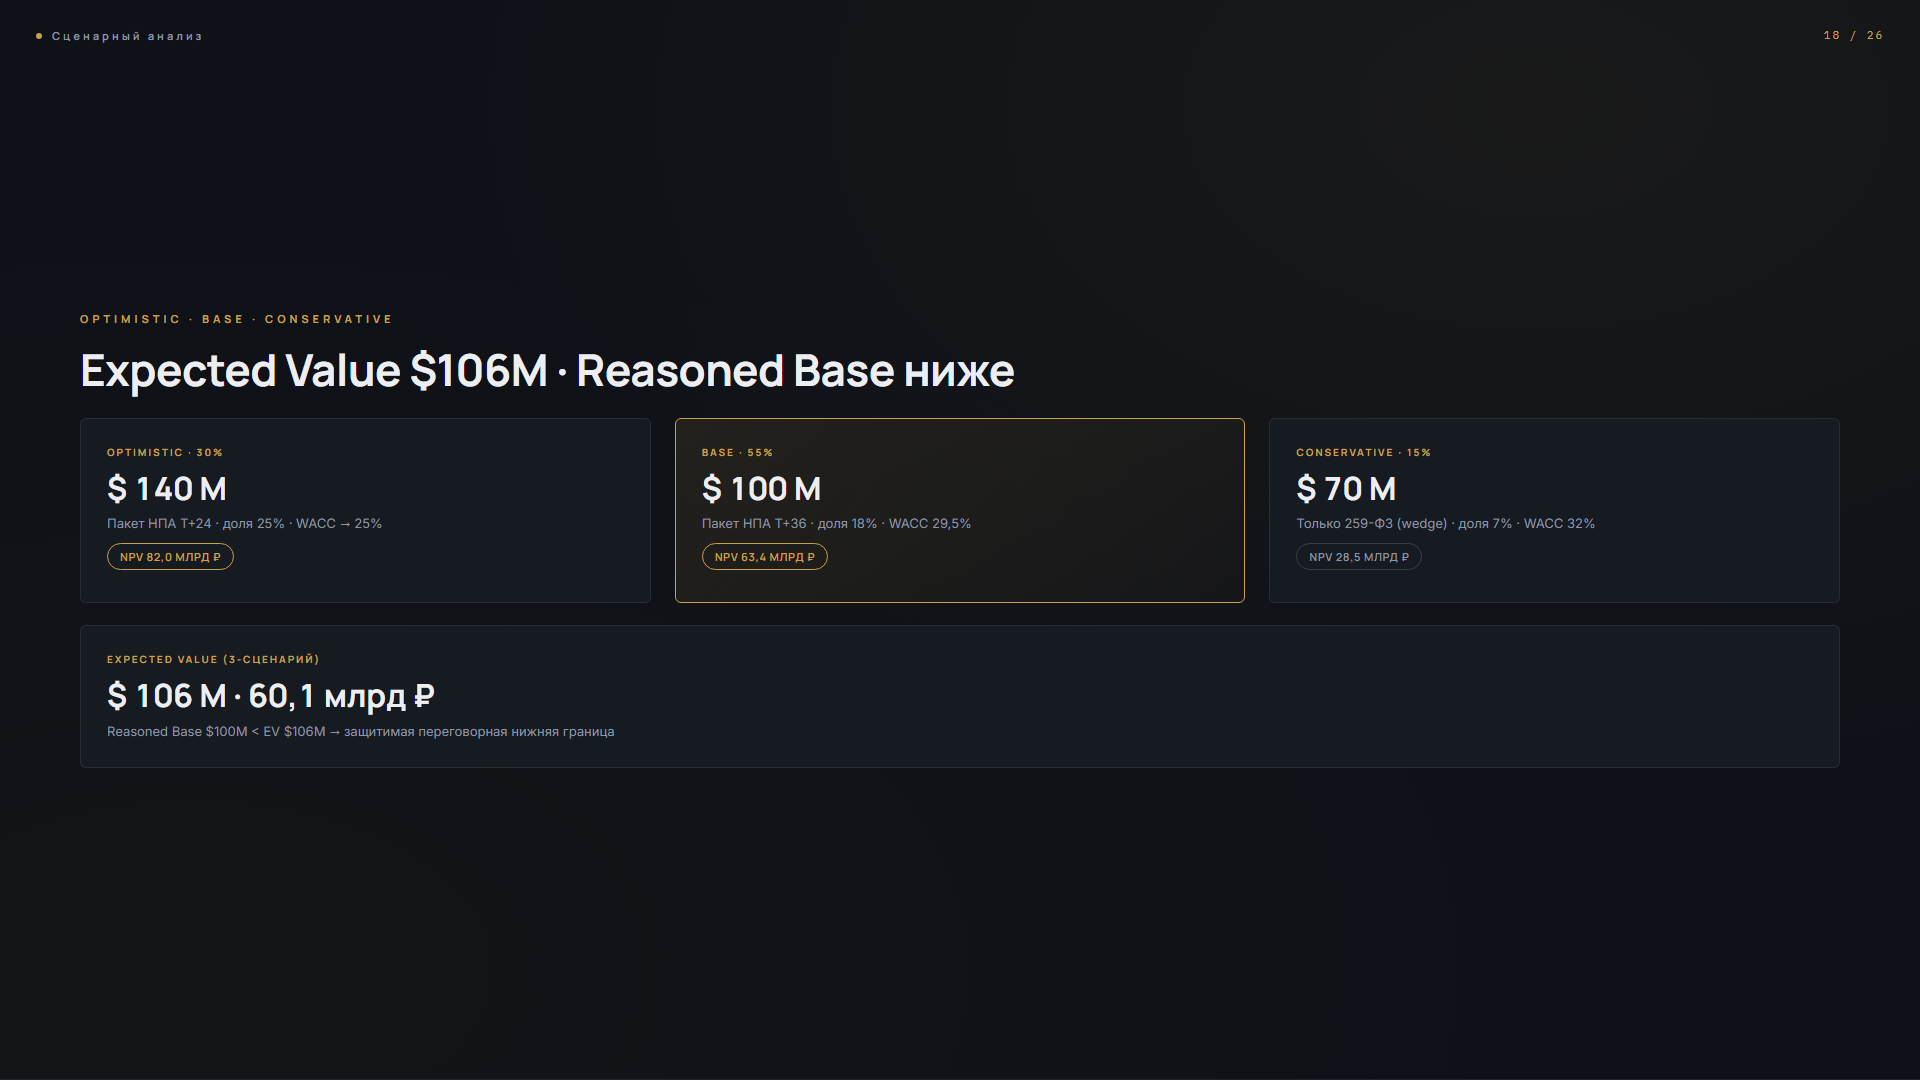 Сценарный анализ
18 / 26
OPTIMISTIC · BASE · CONSERVATIVE
Expected Value $106M · Reasoned Base ниже
OPTIMISTIC · 30%
$ 140 M
Пакет НПА T+24 · доля 25% · WACC → 25%
NPV 82,0 МЛРД ₽
BASE · 55%
$ 100 M
Пакет НПА T+36 · доля 18% · WACC 29,5%
NPV 63,4 МЛРД ₽
CONSERVATIVE · 15%
$ 70 M
Только 259-ФЗ (wedge) · доля 7% · WACC 32%
NPV 28,5 МЛРД ₽
EXPECTED VALUE (3-СЦЕНАРИЙ)
$ 106 M · 60,1 млрд ₽
Reasoned Base $100M < EV $106M → защитимая переговорная нижняя граница